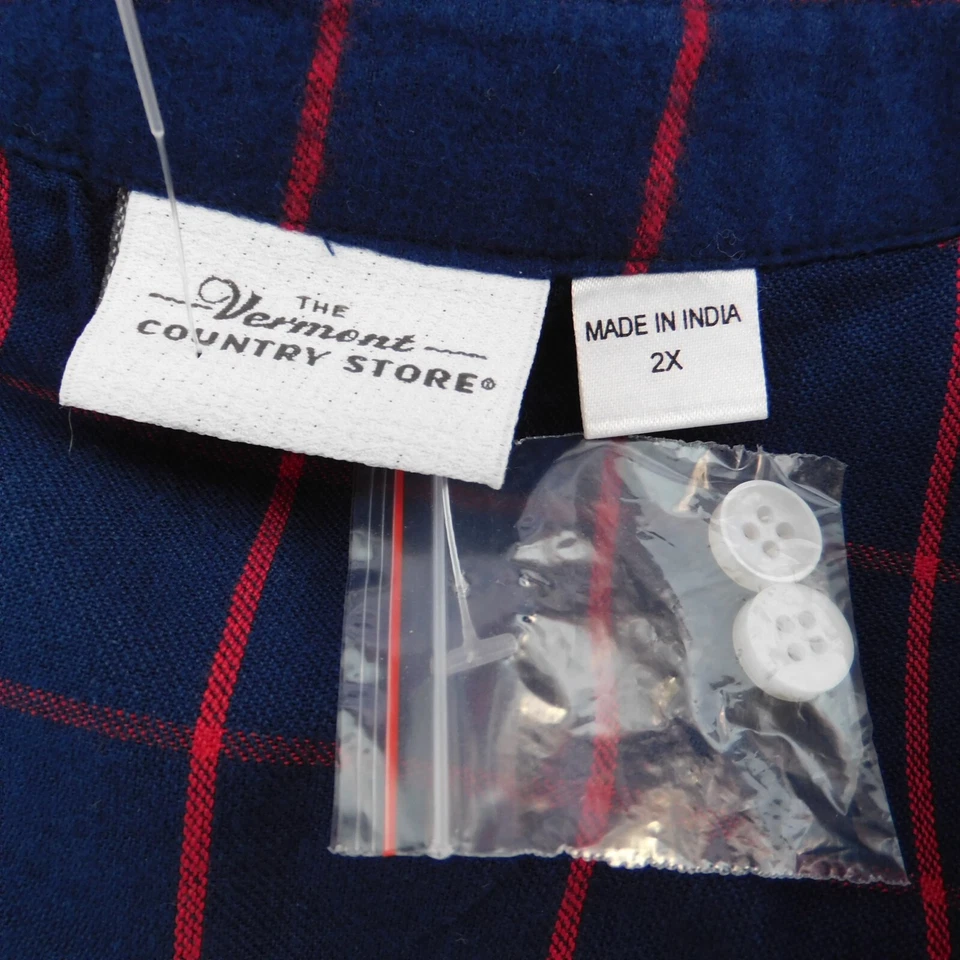 THE
Vermont
COUNTRY STORE®
MADE IN INDIA
2X